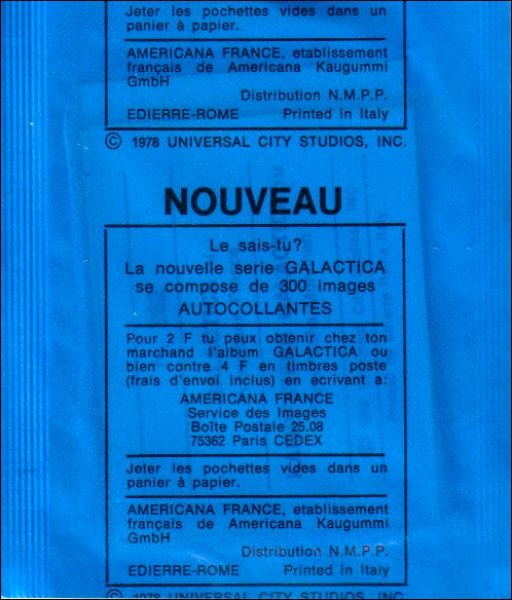 Jeter les pochettes vides dans un
panier à papier.
AMERICANA FRANCE, etablissement
français de Americana Kaugummi
GmbH
Distribution N.M.P.P.
EDIERRE-ROME Printed in Italy
© 1978 UNIVERSAL CITY STUDIOS, INC.
NOUVEAU
Le sais-tu?
La nouvelle serie GALACTICA
se compose de 300 images
AUTOCOLLANTES
Pour 2 F tu peux obtenir chez ton
marchand l'album GALACTICA ou
bien contre 4 F en timbres poste
(frais d'envoi inclus) en ecrivant a:
AMERICANA FRANCE
Service des Images
Boîte Postale 25.08
75362 Paris CEDEX
Jeter les pochettes vides dans un
panier à papier.
AMERICANA FRANCE, etablissement
français de Americana Kaugummi
GmbH
Distribution N.M.P.P.
EDIERRE-ROME Printed in Italy
© 1978 UNIVERSAL CITY STUDIOS, INC.